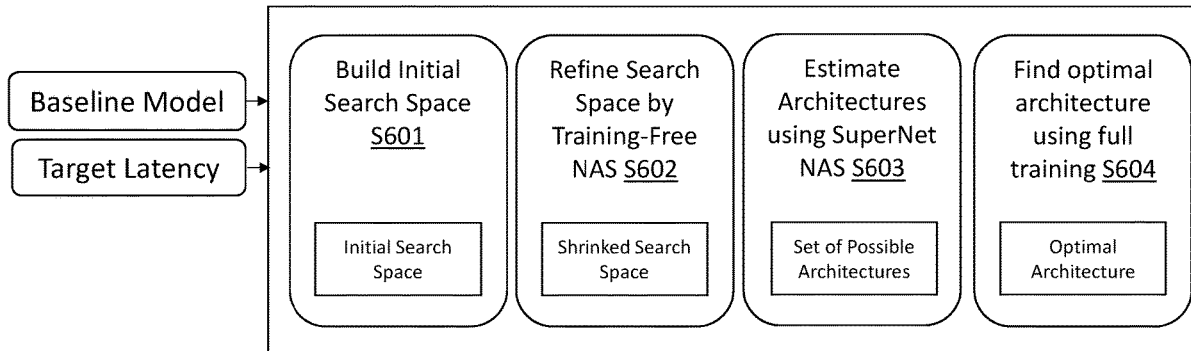 Baseline Model
Target Latency
Build Initial
Search Space
S601
Initial Search
Space
Refine Search
Space by
Training-Free
NAS S602
Shrinked Search
Space
Estimate
Architectures
using SuperNet
NAS S603
Set of Possible
Architectures
Find optimal
architecture
using full
training S604
Optimal
Architecture